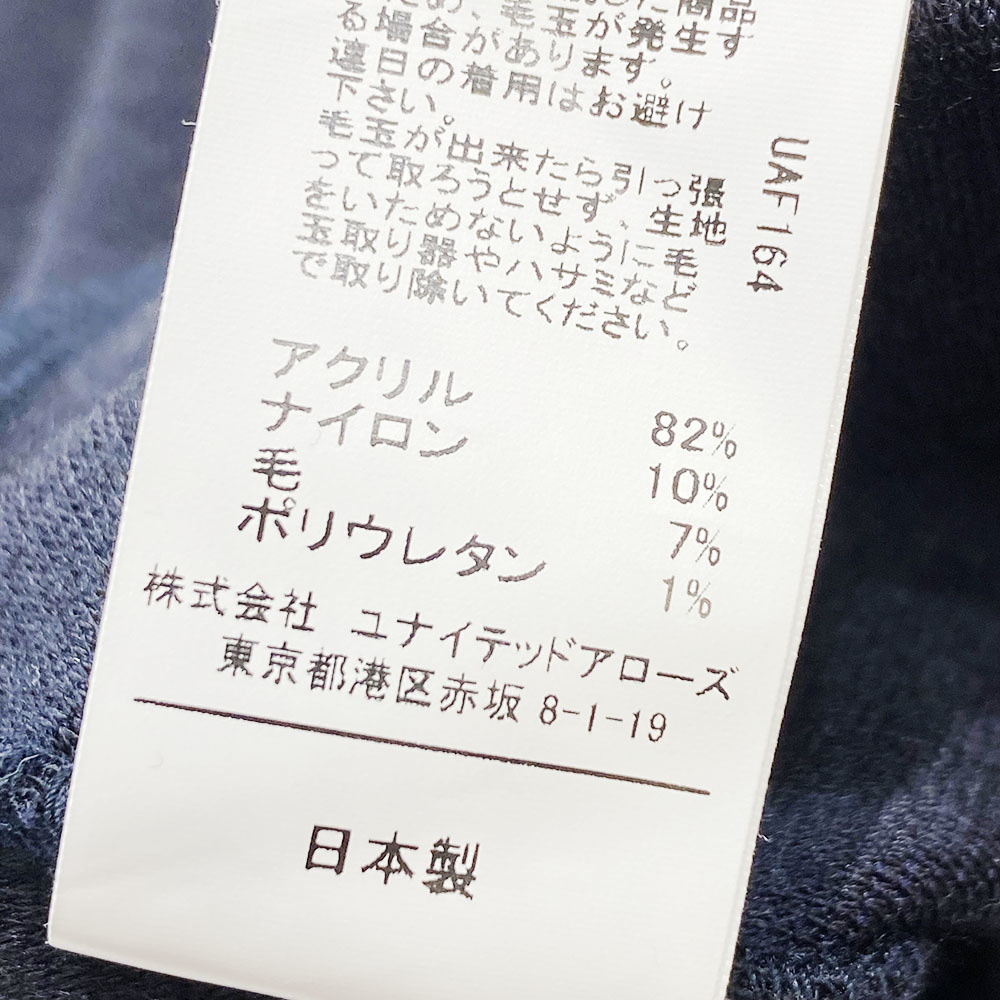 る場合があります。
連日の着用はお避け
下さい。
毛玉が出来たら引っ張
って取ろうとせず、生地
をいためないように毛
玉取り器やハサミなど
で取り除いてください。
UAF164
アクリル 82%
ナイロン 10%
毛 7%
ポリウレタン 1%
株式会社 ユナイテッドアローズ
東京都港区赤坂 8-1-19
日本製